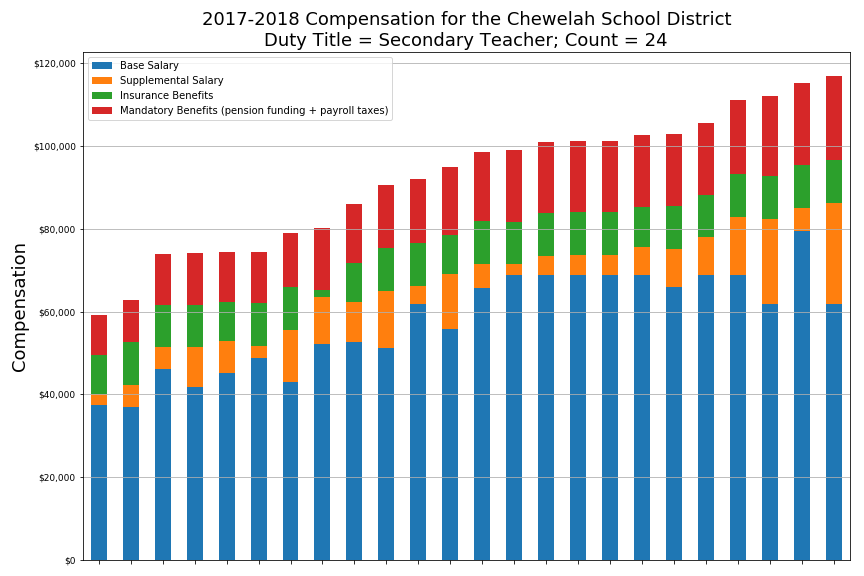 2017-2018 Compensation for the Chewelah School District
Duty Title = Secondary Teacher; Count = 24
Base Salary
Supplemental Salary
Insurance Benefits
Mandatory Benefits (pension funding + payroll taxes)
$120,000
$100,000
$80,000
$60,000
$40,000
$20,000
$0
Compensation